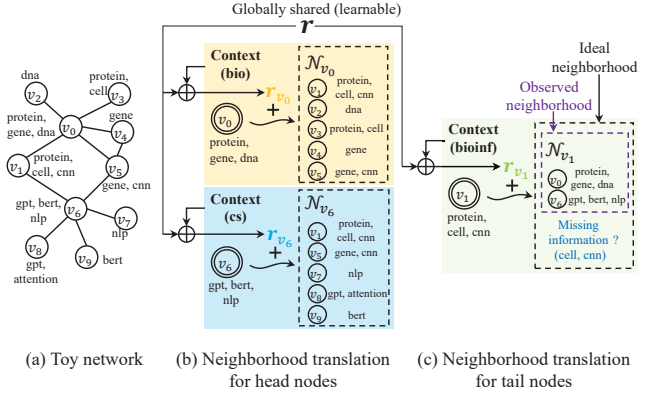 Globally shared (learnable)
r
dna
v2
protein,
cell
v3
gene
v4
protein,
gene, dna
v0
v1
protein,
cell, cnn
v5
gene, cnn
gpt, bert,
nlp
v6
v7
nlp
v8
gpt,
attention
v9
bert
(a) Toy network
Context
(bio)
r_v0
+
v0
protein,
gene, dna
N_v0
v1 protein,
cell, cnn
v2 dna
v3 protein, cell
v4 gene
v5 gene, cnn
Context
(cs)
r_v6
+
v6
gpt, bert,
nlp
N_v6
v1 protein,
cell, cnn
v5 gene, cnn
v7 nlp
v8 gpt, attention
v9 bert
(b) Neighborhood translation
for head nodes
Ideal
neighborhood
Observed
neighborhood
Context
(bioinf)
r_v1
+
v1
protein,
cell, cnn
N_v1
v0 protein,
gene, dna
v6 gpt, bert, nlp
Missing
information ?
(cell, cnn)
(c) Neighborhood translation
for tail nodes